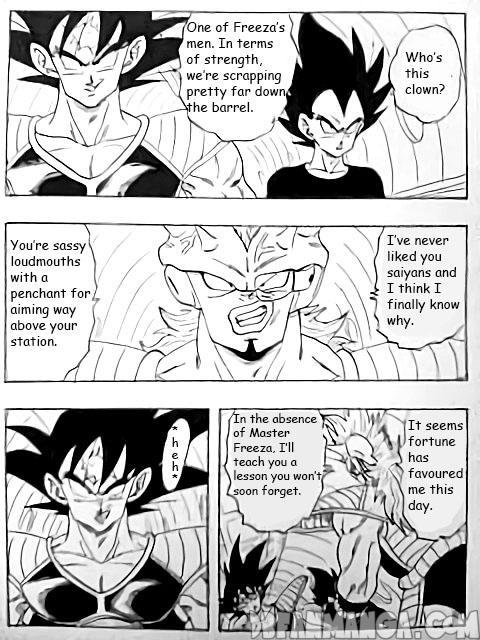 Who's
this
clown?
One of Freeza's
men. In terms
of strength,
we're scrapping
pretty far down
the barrel.
I've never
liked you
saiyans and
I think I
finally know
why.
You're sassy
loudmouths
with a
penchant for
aiming way
above your
station.
It seems
fortune
has
favoured
me this
day.
In the absence
of Master
Freeza, I'll
teach you a
lesson you won't
soon forget.
*heh*